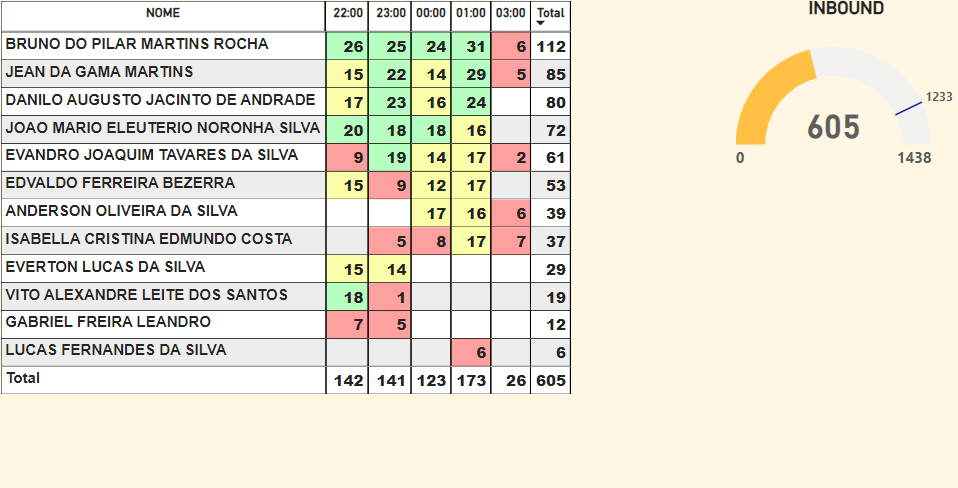 NOME 22:00 23:00 00:00 01:00 03:00 Total
BRUNO DO PILAR MARTINS ROCHA 26 25 24 31 6 112
JEAN DA GAMA MARTINS 15 22 14 29 5 85
DANILO AUGUSTO JACINTO DE ANDRADE 17 23 16 24 80
JOAO MARIO ELEUTERIO NORONHA SILVA 20 18 18 16 72
EVANDRO JOAQUIM TAVARES DA SILVA 9 19 14 17 2 61
EDVALDO FERREIRA BEZERRA 15 9 12 17 53
ANDERSON OLIVEIRA DA SILVA 17 16 6 39
ISABELLA CRISTINA EDMUNDO COSTA 5 8 17 7 37
EVERTON LUCAS DA SILVA 15 14 29
VITO ALEXANDRE LEITE DOS SANTOS 18 1 19
GABRIEL FREIRA LEANDRO 7 5 12
LUCAS FERNANDES DA SILVA 6 6
Total 142 141 123 173 26 605
INBOUND
1233
605
0 1438